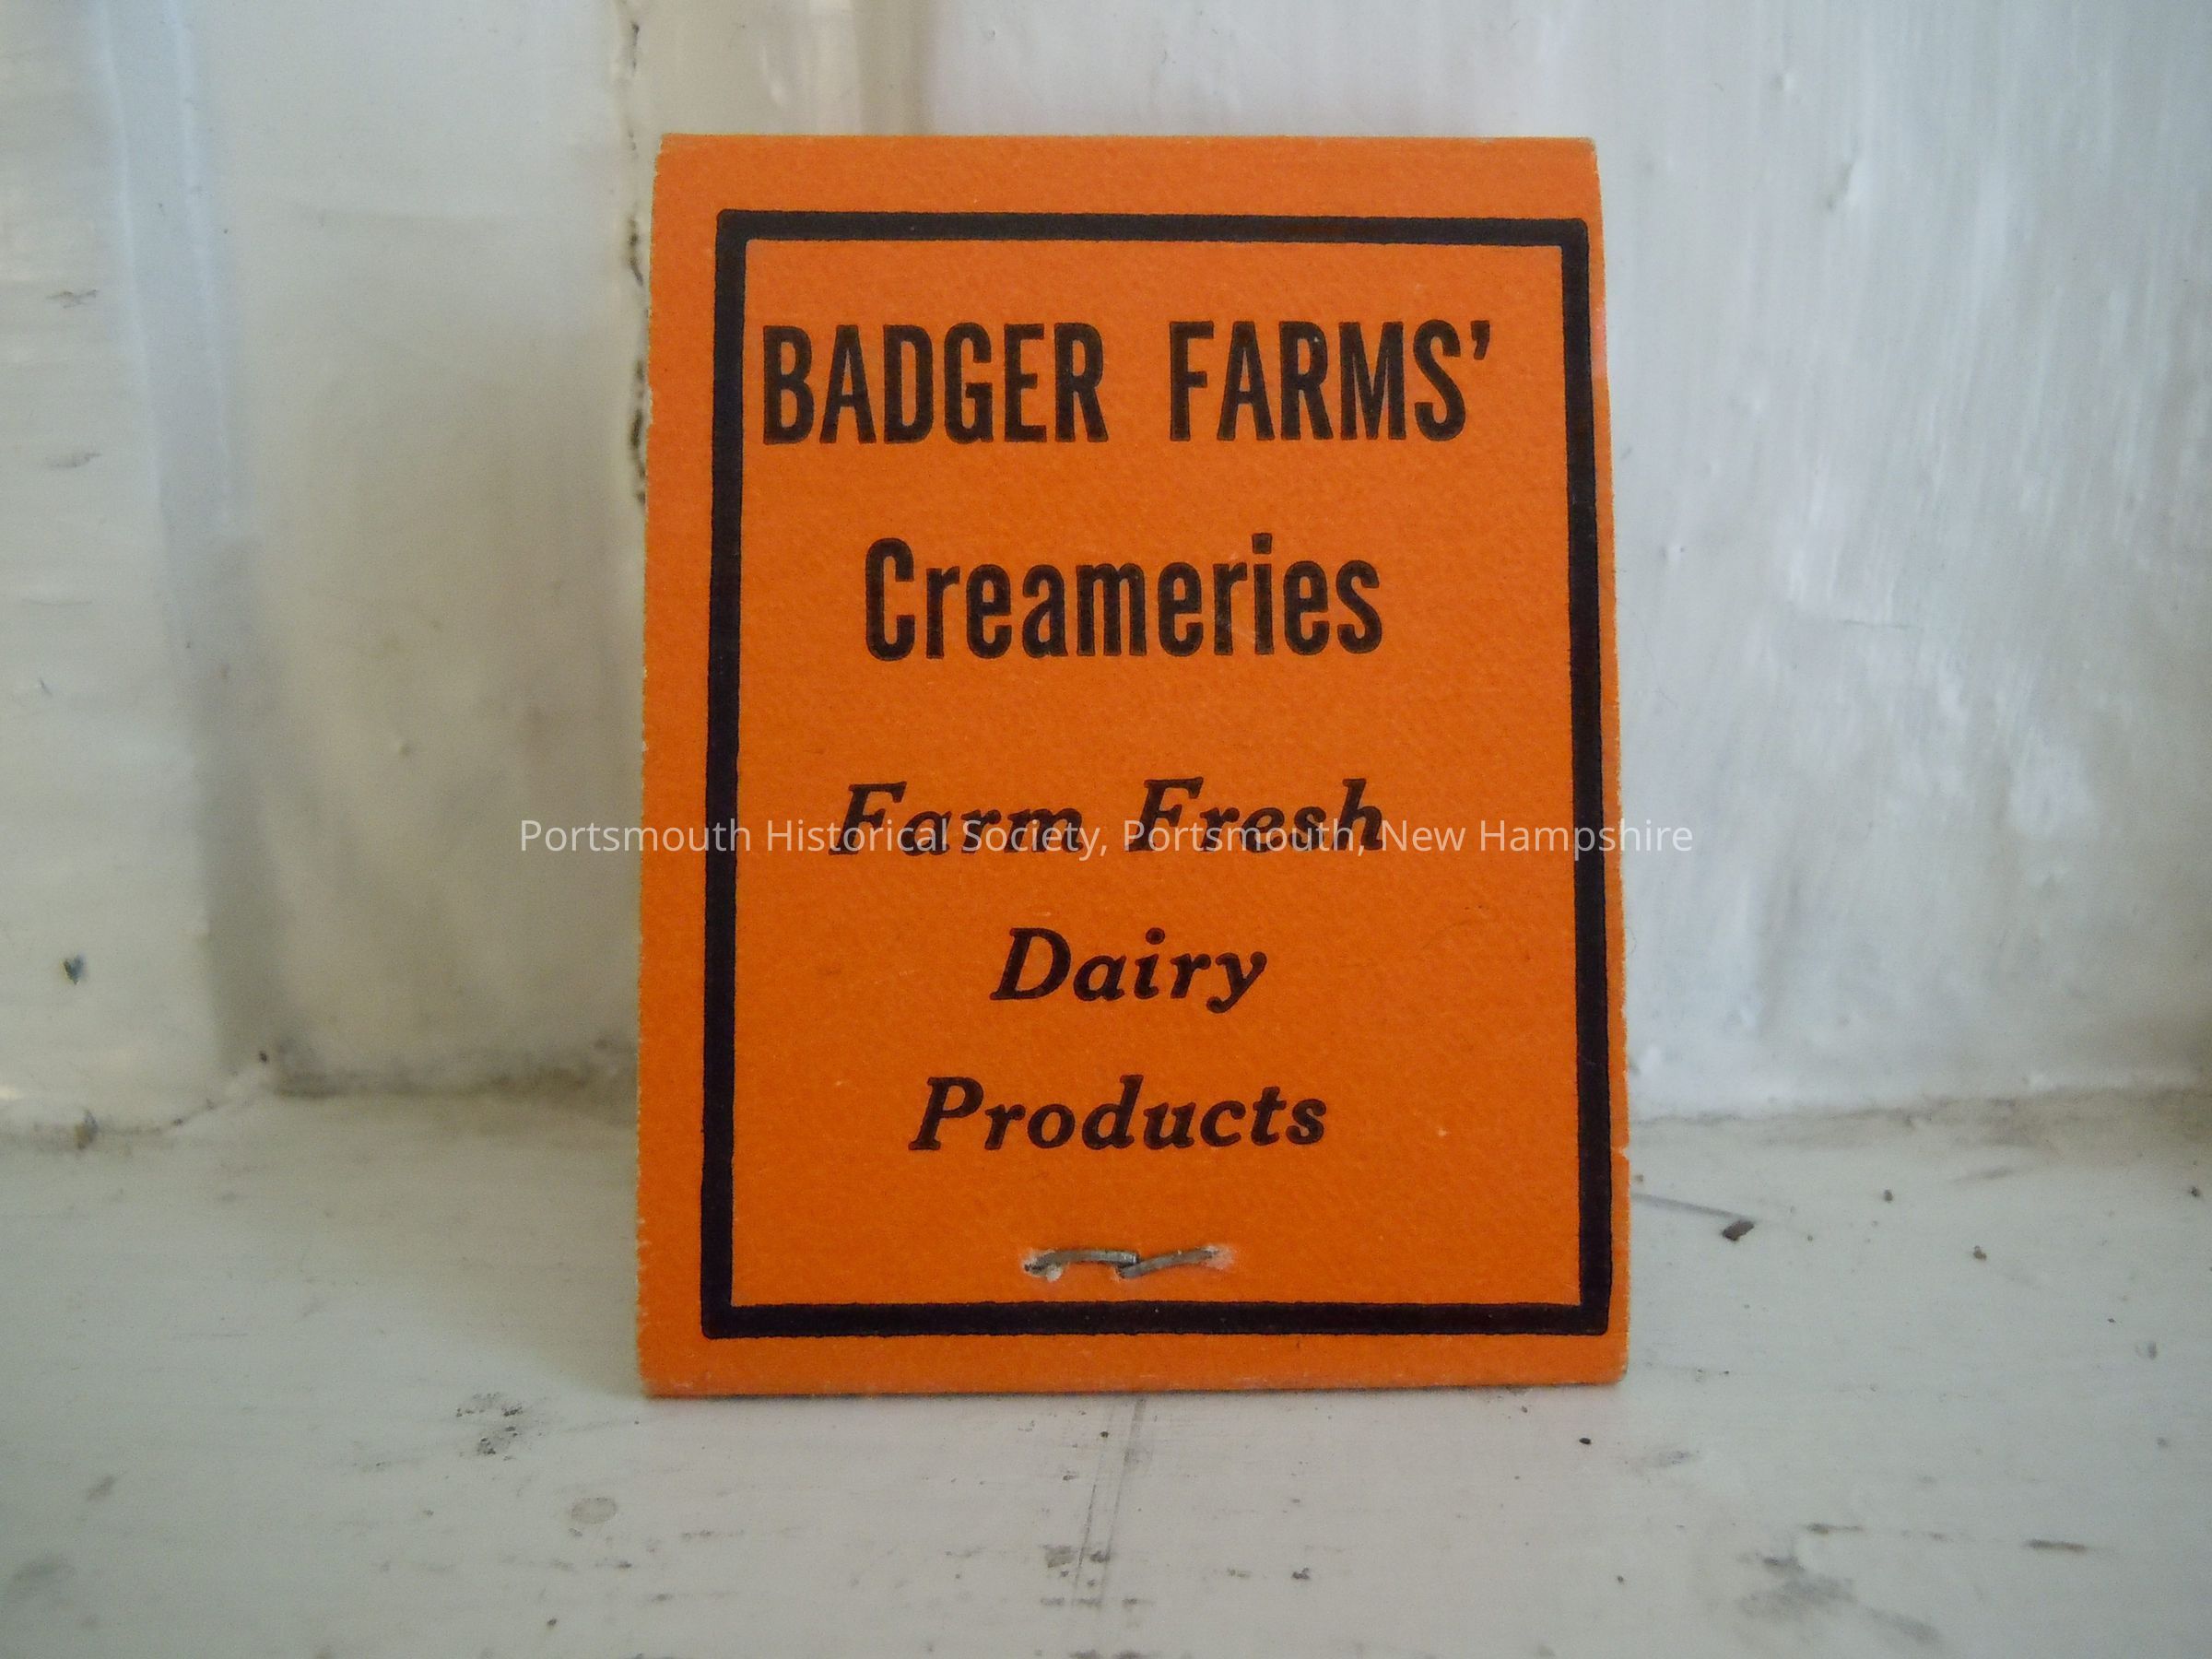 BADGER FARMS'
Creameries
Farm Fresh
Portsmouth Historical Society, Portsmouth, New Hampshire
Dairy
Products